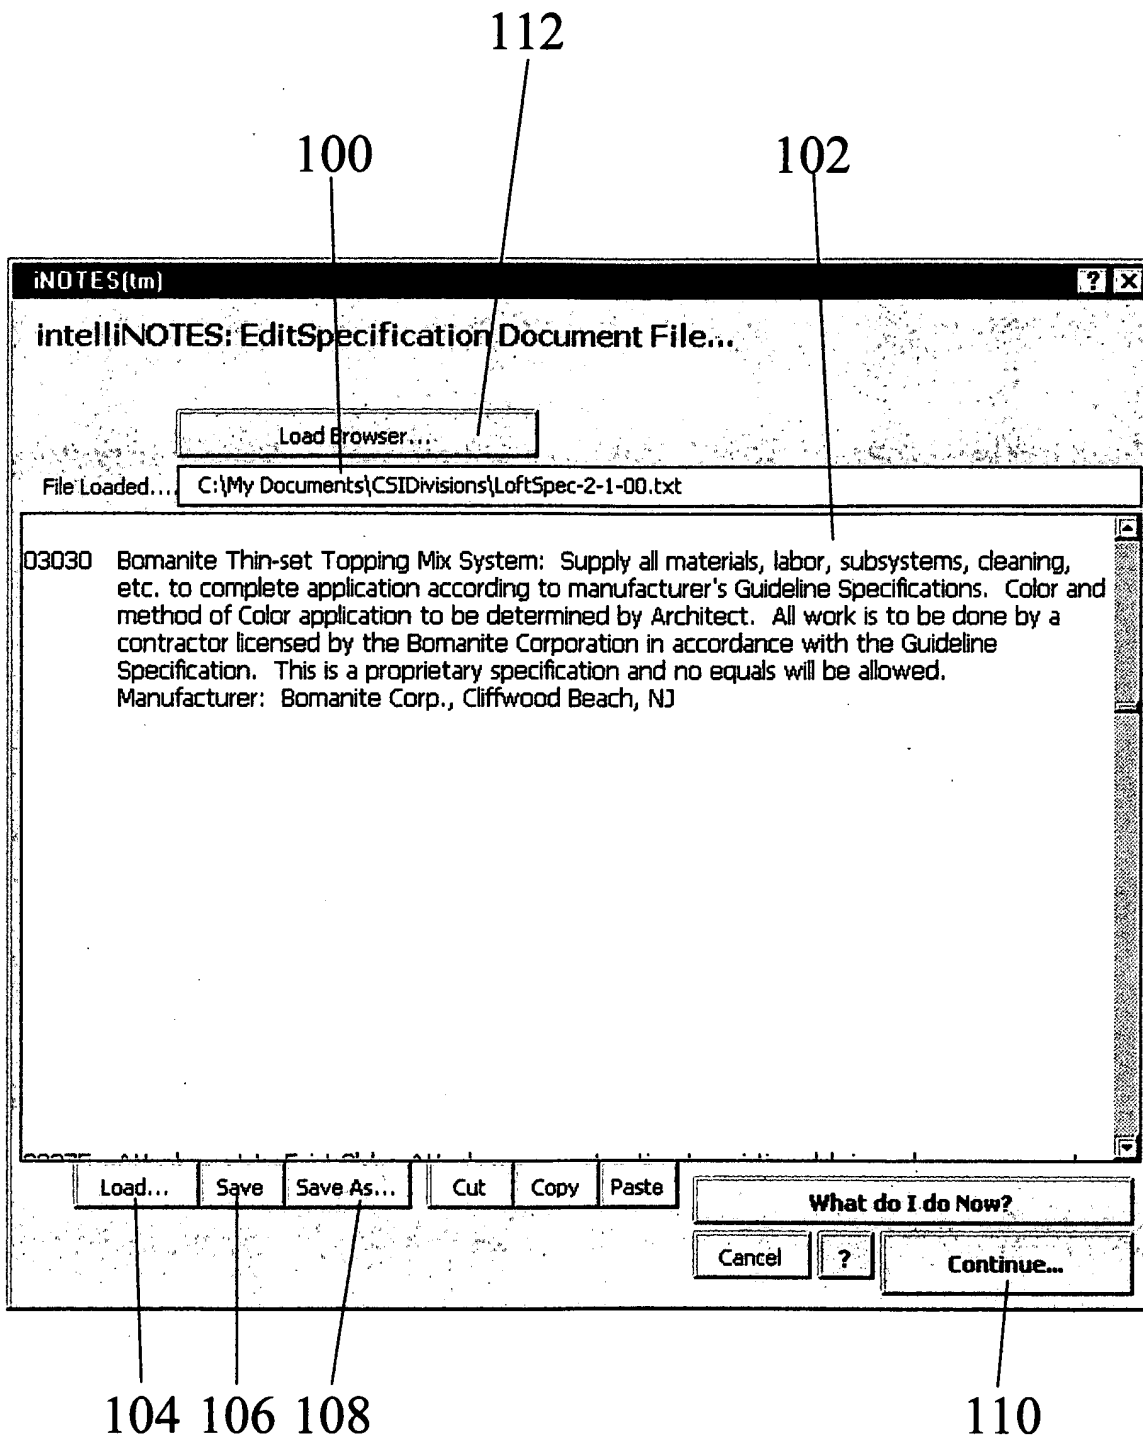 112
100
102
iNOTES(tm)
? X
intelliNOTES: EditSpecification Document File...
Load Browser...
File Loaded... C:\My Documents\CSIDivisions\LoftSpec-2-1-00.txt
03030 Bomanite Thin-set Topping Mix System: Supply all materials, labor, subsystems, cleaning,
etc. to complete application according to manufacturer's Guideline Specifications. Color and
method of Color application to be determined by Architect. All work is to be done by a
contractor licensed by the Bomanite Corporation in accordance with the Guideline
Specification. This is a proprietary specification and no equals will be allowed.
Manufacturer: Bomanite Corp., Cliffwood Beach, NJ
Load... Save Save As... Cut Copy Paste
What do I do Now?
Cancel ? Continue...
104 106 108 110